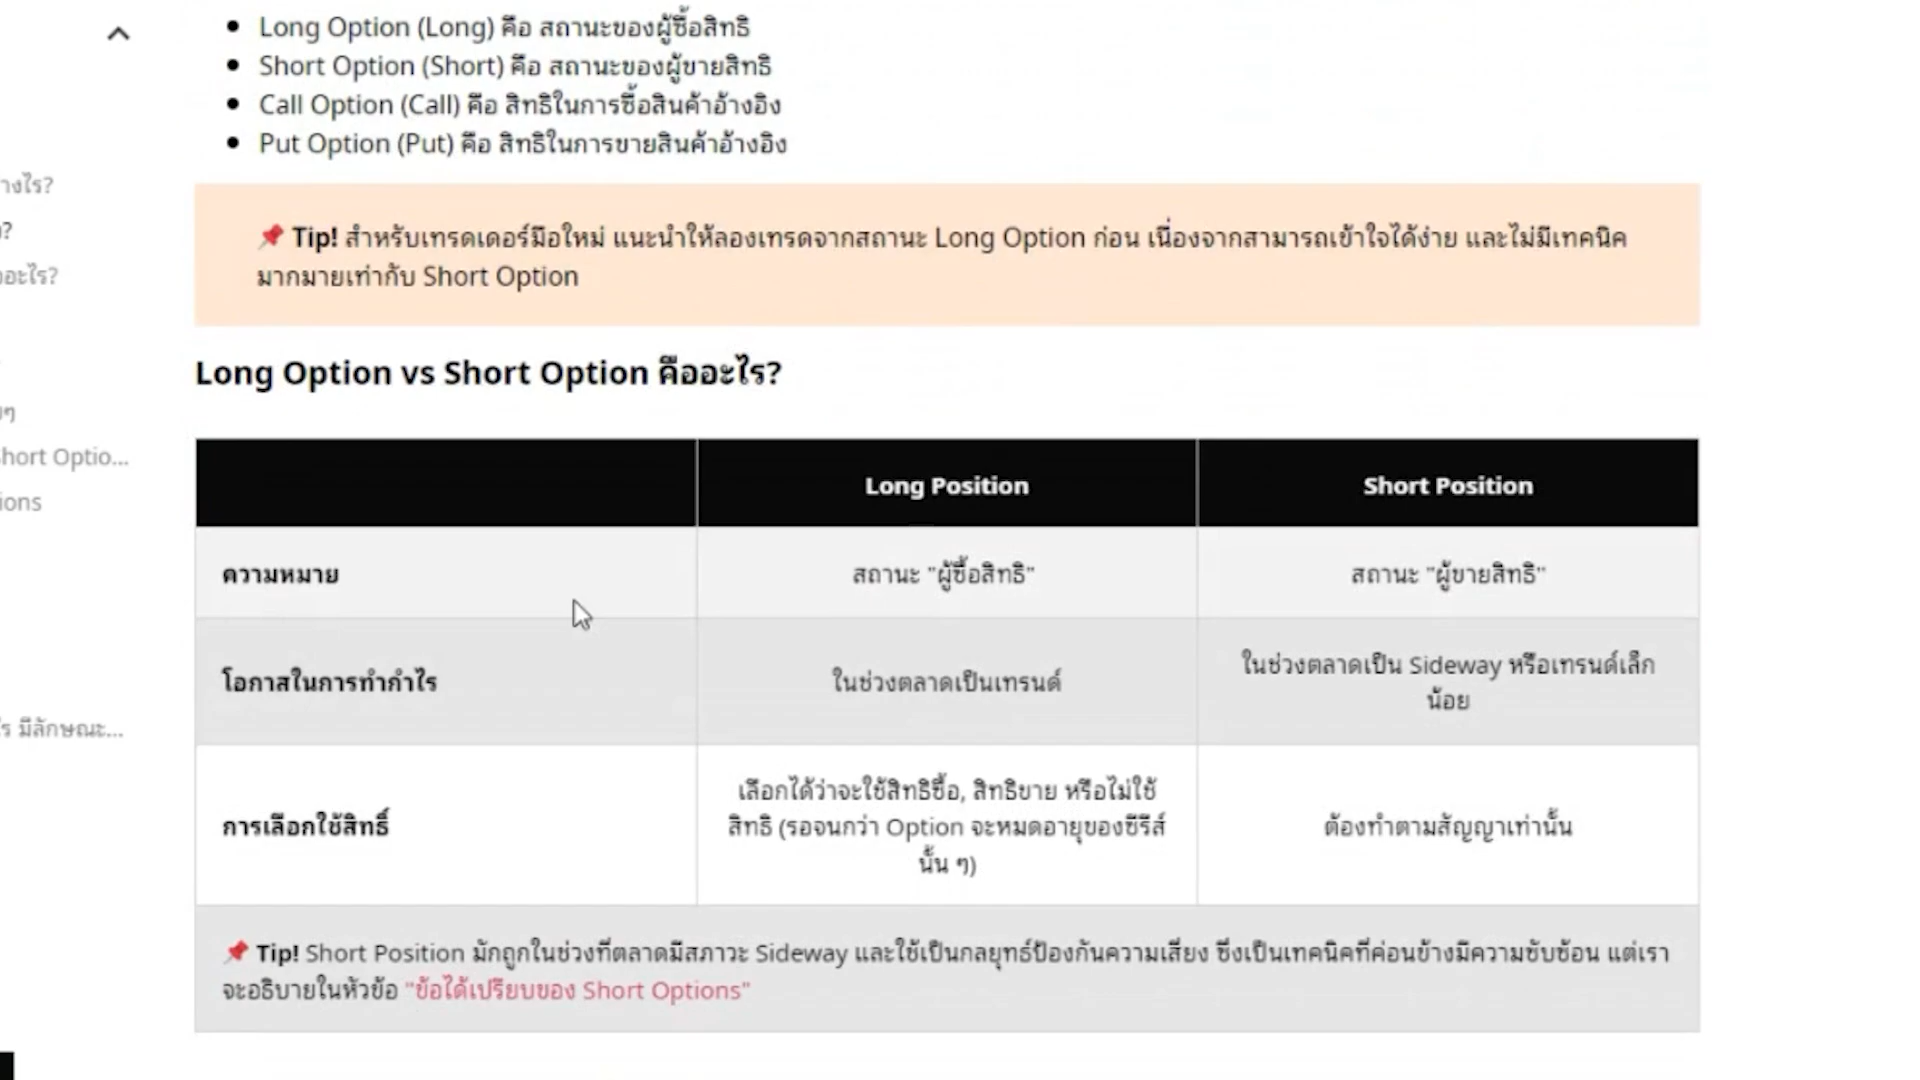 Long Option (Long) คือ สถานะของผู้ซื้อสิทธิ
Short Option (Short) คือ สถานะของผู้ขายสิทธิ
Call Option (Call) คือ สิทธิในการซื้อสินค้าอ้างอิง
Put Option (Put) คือ สิทธิในการขายสินค้าอ้างอิง
างไร?
?
ออะไร?
📌 Tip! สำหรับเทรดเดอร์มือใหม่ แนะนำให้ลองเทรดจากสถานะ Long Option ก่อน เนื่องจากสามารถเข้าใจได้ง่าย และไม่มีเทคนิค
มากมายเท่ากับ Short Option
Long Option vs Short Option คืออะไร?
ๆ
Short Optio...
ions
ร มีลักษณะ...
Long Position
Short Position
ความหมาย
สถานะ "ผู้ซื้อสิทธิ"
สถานะ "ผู้ขายสิทธิ"
โอกาสในการทำกำไร
ในช่วงตลาดเป็นเทรนด์
ในช่วงตลาดเป็น Sideway หรือเทรนด์เล็ก
น้อย
การเลือกใช้สิทธิ์
เลือกได้ว่าจะใช้สิทธิซื้อ, สิทธิขาย หรือไม่ใช้
สิทธิ (รอจนกว่า Option จะหมดอายุของซีรีส์
นั้น ๆ)
ต้องทำตามสัญญาเท่านั้น
📌 Tip! Short Position มักถูกในช่วงที่ตลาดมีสภาวะ Sideway และใช้เป็นกลยุทธ์ป้องกันความเสี่ยง ซึ่งเป็นเทคนิคที่ค่อนข้างมีความซับซ้อน แต่เรา
จะอธิบายในหัวข้อ "ข้อได้เปรียบของ Short Options"